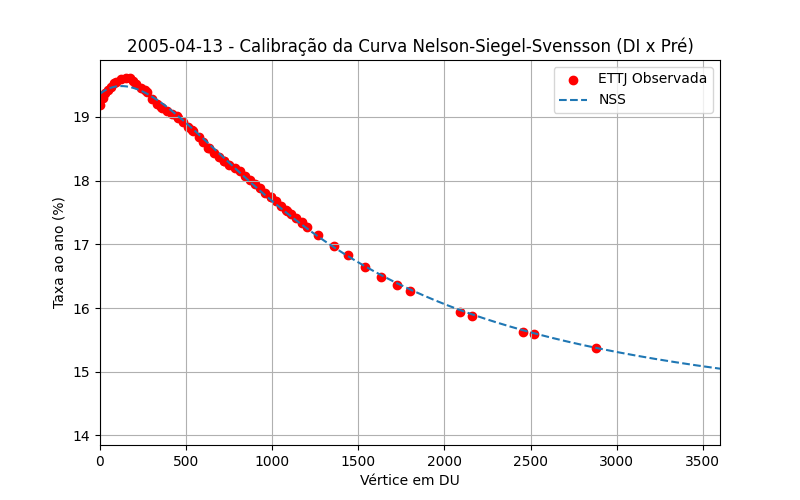 2005-04-13 - Calibração da Curva Nelson-Siegel-Svensson (DI x Pré)
ETTJ Observada
NSS
Taxa ao ano (%)
19
18
17
16
15
14
0 500 1000 1500 2000 2500 3000 3500
Vértice em DU